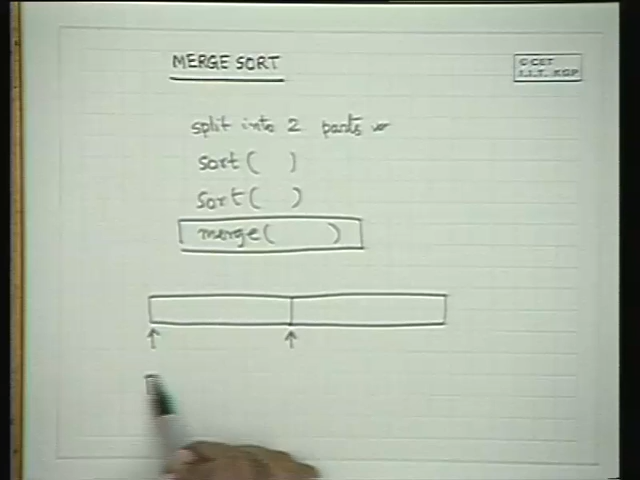 MERGE SORT
© CET
I.I.T. KGP
split into 2 parts
sort( )
sort( )
merge( )